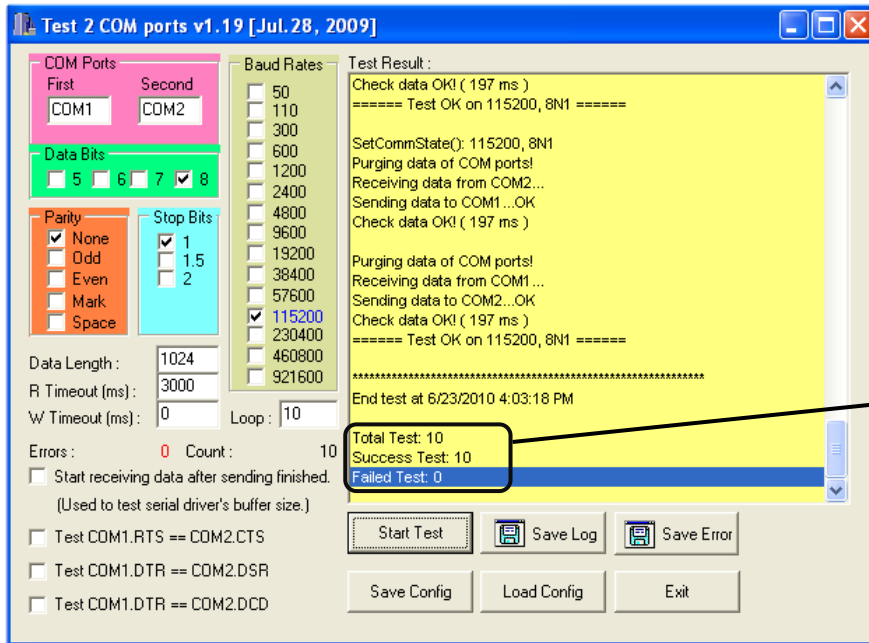 Test 2 COM ports v1.19 [Jul.28, 2009]
COM Ports
First Second
COM1 COM2
Data Bits
5 6 7 8
Parity
None
Odd
Even
Mark
Space
Stop Bits
1
1.5
2
Data Length : 1024
R Timeout (ms) : 3000
W Timeout (ms) : 0
Baud Rates
50
110
300
600
1200
2400
4800
9600
19200
38400
57600
115200
230400
460800
921600
Loop : 10
Errors : 0 Count : 10
Start receiving data after sending finished.
(Used to test serial driver's buffer size.)
Test COM1.RTS == COM2.CTS
Test COM1.DTR == COM2.DSR
Test COM1.DTR == COM2.DCD
Test Result :
Check data OK! ( 197 ms )
====== Test OK on 115200, 8N1 ======
SetCommState(): 115200, 8N1
Purging data of COM ports!
Receiving data from COM2...
Sending data to COM1...OK
Check data OK! ( 197 ms )
Purging data of COM ports!
Receiving data from COM1...
Sending data to COM2...OK
Check data OK! ( 197 ms )
====== Test OK on 115200, 8N1 ======
****************************************************************
End test at 6/23/2010 4:03:18 PM
Total Test: 10
Success Test: 10
Failed Test: 0
Start Test Save Log Save Error
Save Config Load Config Exit